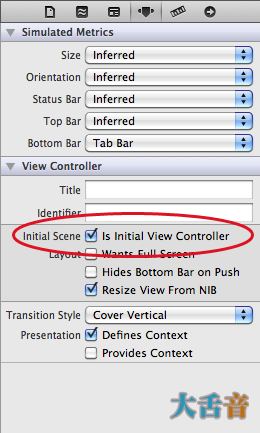 Simulated Metrics
Size Inferred
Orientation Inferred
Status Bar Inferred
Top Bar Inferred
Bottom Bar Tab Bar
View Controller
Title
Identifier
Initial Scene Is Initial View Controller
Layout Wants Full Screen
Hides Bottom Bar on Push
Resize View From NIB
Transition Style Cover Vertical
Presentation Defines Context
Provides Context
大舌音